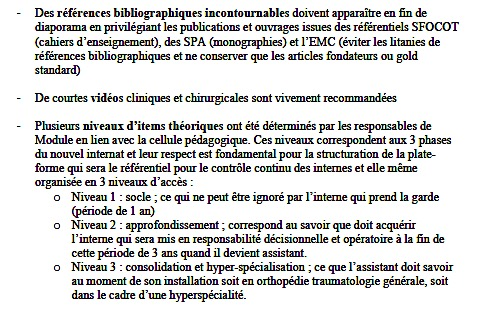 - Des références bibliographiques incontournables doivent apparaître en fin de
diaporama en privilégiant les publications et ouvrages issues des référentiels SFOCOT
(cahiers d'enseignement), des SPA (monographies) et l'EMC (éviter les litanies de
références bibliographiques et ne conserver que les articles fondateurs ou gold
standard)
- De courtes vidéos cliniques et chirurgicales sont vivement recommandées
- Plusieurs niveaux d'items théoriques ont été déterminés par les responsables de
Module en lien avec la cellule pédagogique. Ces niveaux correspondent aux 3 phases
du nouvel internat et leur respect est fondamental pour la structuration de la plate-
forme qui sera le référentiel pour le contrôle continu des internes et elle même
organisée en 3 niveaux d'accès :
o Niveau 1 : socle ; ce qui ne peut être ignoré par l'interne qui prend la garde
(période de 1 an)
o Niveau 2 : approfondissement ; correspond au savoir que doit acquérir
l'interne qui sera mis en responsabilité décisionnelle et opératoire à la fin de
cette période de 3 ans quand il devient assistant.
o Niveau 3 : consolidation et hyper-spécialisation ; ce que l'assistant doit savoir
au moment de son installation soit en orthopédie traumatologie générale, soit
dans le cadre d'une hyperspécialité.